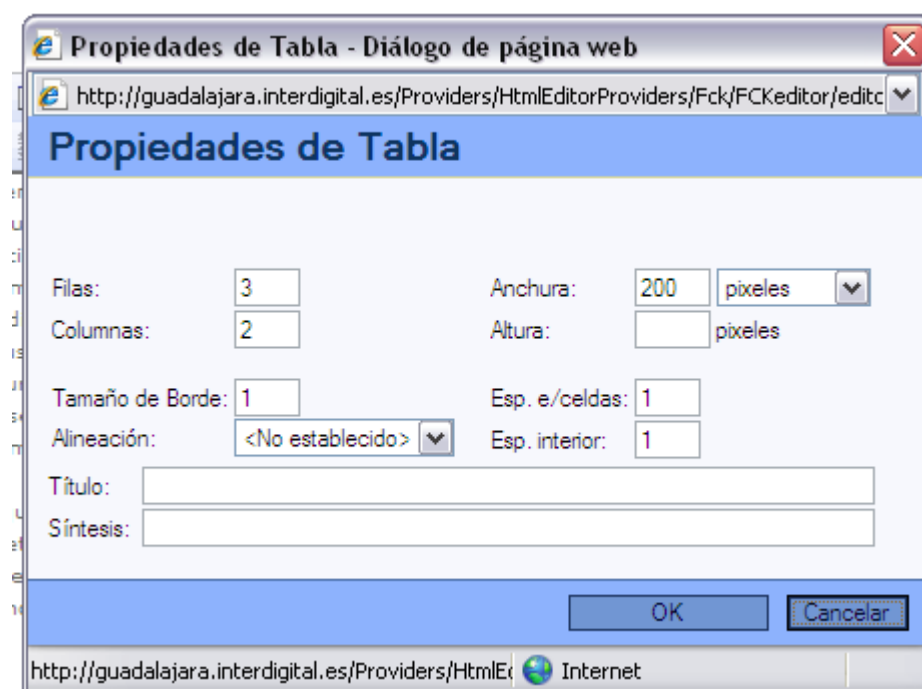 Propiedades de Tabla - Diálogo de página web
http://guadalajara.interdigital.es/Providers/HtmlEditorProviders/Fck/FCKeditor/editc
Propiedades de Tabla
Filas: 3 Anchura: 200 pixeles
Columnas: 2 Altura: pixeles
Tamaño de Borde: 1 Esp. e/celdas: 1
Alineación: <No establecido> Esp. interior: 1
Título:
Síntesis:
OK Cancelar
http://guadalajara.interdigital.es/Providers/HtmlEc Internet